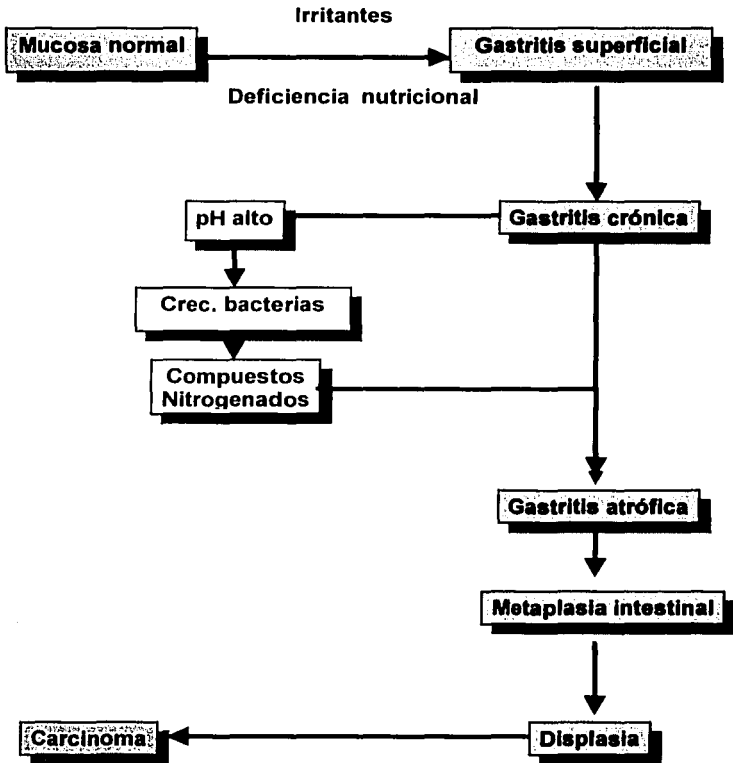 Irritantes
Mucosa normal
Gastritis superficial
Deficiencia nutricional
pH alto
Gastritis crónica
Crec. bacterias
Compuestos
Nitrogenados
Gastritis atrófica
Metaplasia intestinal
Carcinoma
Displasia